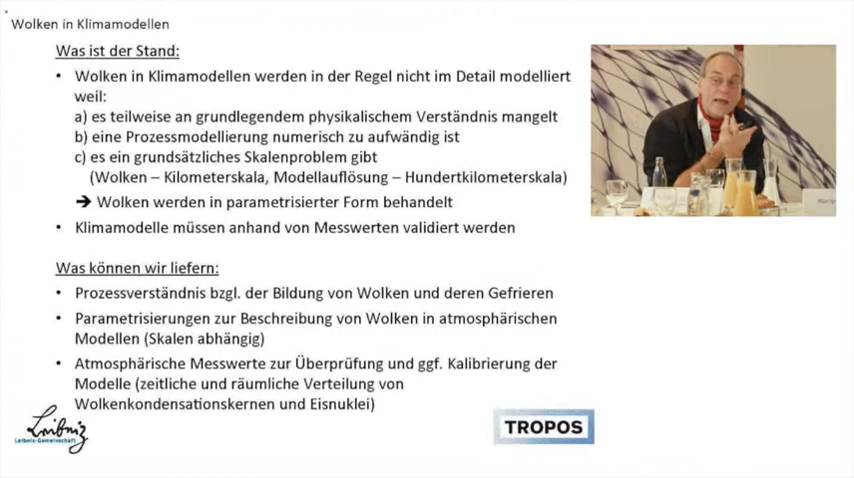 Wolken in Klimamodellen
Was ist der Stand:
• Wolken in Klimamodellen werden in der Regel nicht im Detail modelliert
weil:
a) es teilweise an grundlegendem physikalischem Verständnis mangelt
b) eine Prozessmodellierung numerisch zu aufwändig ist
c) es ein grundsätzliches Skalenproblem gibt
(Wolken – Kilometerskala, Modellauflösung – Hundertkilometerskala)
➔ Wolken werden in parametrisierter Form behandelt
• Klimamodelle müssen anhand von Messwerten validiert werden
Was können wir liefern:
• Prozessverständnis bzgl. der Bildung von Wolken und deren Gefrieren
• Parametrisierungen zur Beschreibung von Wolken in atmosphärischen
Modellen (Skalen abhängig)
• Atmosphärische Messwerte zur Überprüfung und ggf. Kalibrierung der
Modelle (zeitliche und räumliche Verteilung von
Wolkenkondensationskernen und Eisnuklei)
Leibniz
Leibniz-Gemeinschaft
TROPOS